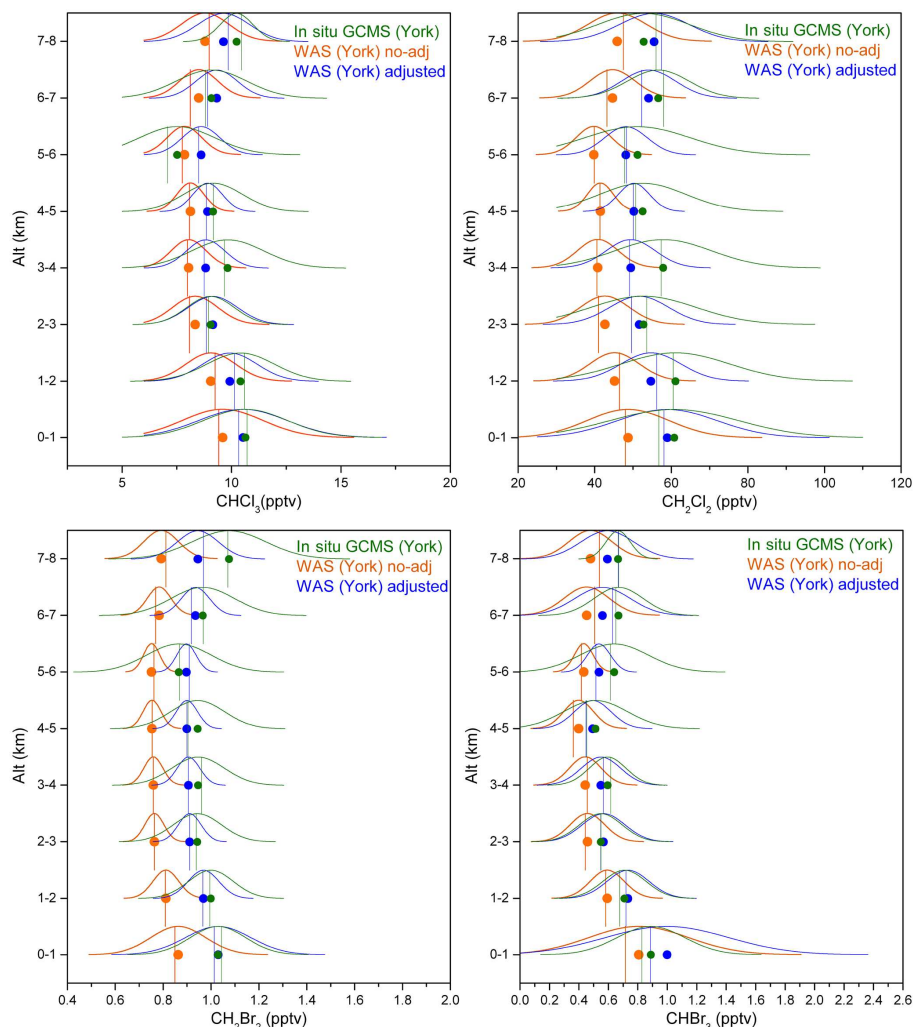 In situ GCMS (York)
WAS (York) no-adj
WAS (York) adjusted
7-8
6-7
5-6
4-5
3-4
2-3
1-2
0-1
Alt (km)
5 10 15 20
CHCl₃(pptv)
In situ GCMS (York)
WAS (York) no-adj
WAS (York) adjusted
7-8
6-7
5-6
4-5
3-4
2-3
1-2
0-1
Alt (km)
20 40 60 80 100 120
CH₂Cl₂ (pptv)
In situ GCMS (York)
WAS (York) no-adj
WAS (York) adjusted
7-8
6-7
5-6
4-5
3-4
2-3
1-2
0-1
Alt (km)
0.4 0.6 0.8 1.0 1.2 1.4 1.6 1.8 2.0
CH₂Br₂ (pptv)
In situ GCMS (York)
WAS (York) no-adj
WAS (York) adjusted
7-8
6-7
5-6
4-5
3-4
2-3
1-2
0-1
Alt (km)
0.0 0.2 0.4 0.6 0.8 1.0 1.2 1.4 1.6 1.8 2.0 2.2 2.4 2.6
CHBr₃ (pptv)